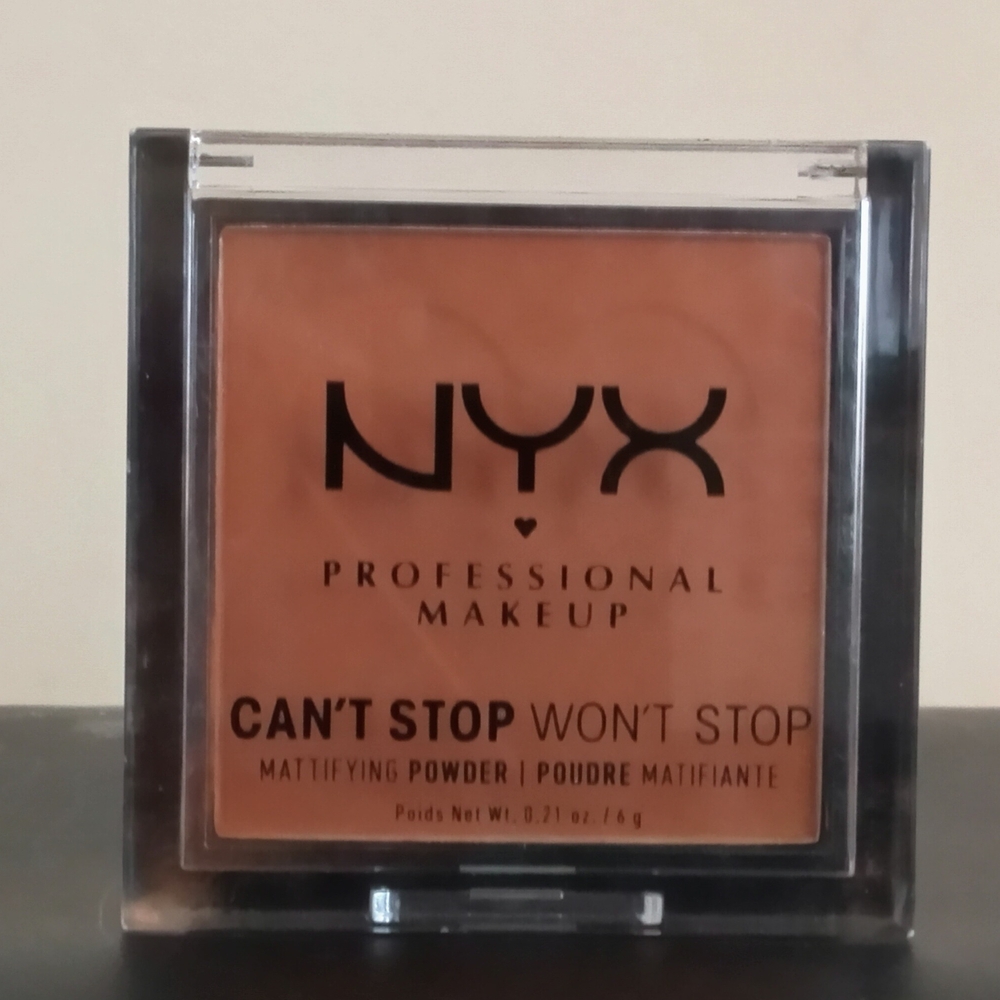 NYX
PROFESSIONAL
MAKEUP
CAN'T STOP WON'T STOP
MATTIFYING POWDER | POUDRE MATIFIANTE
Poids Net Wt. 0.21 oz. / 6 g